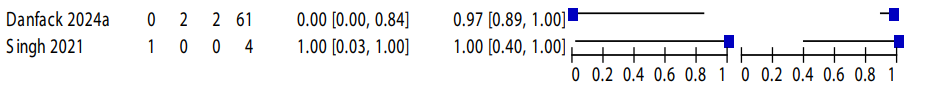 Danfack 2024a 0 2 2 61 0.00 [0.00, 0.84] 0.97 [0.89, 1.00]
Singh 2021 1 0 0 4 1.00 [0.03, 1.00] 1.00 [0.40, 1.00]
0 0.2 0.4 0.6 0.8 1 0 0.2 0.4 0.6 0.8 1